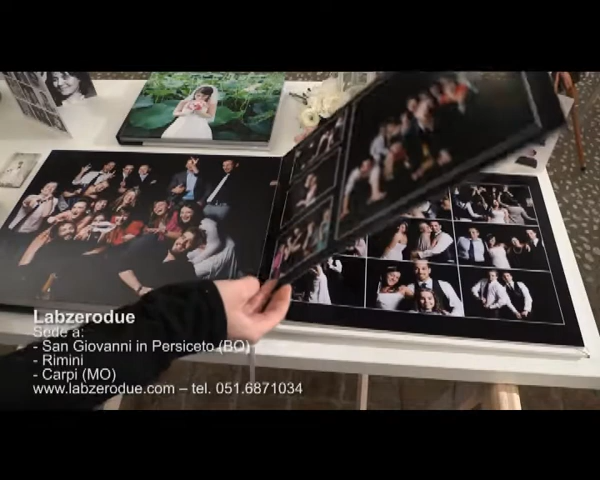 Labzerodue
Sede a:
- San Giovanni in Persiceto (BO)
- Rimini
- Carpi (MO)
www.labzerodue.com – tel. 051.6871034